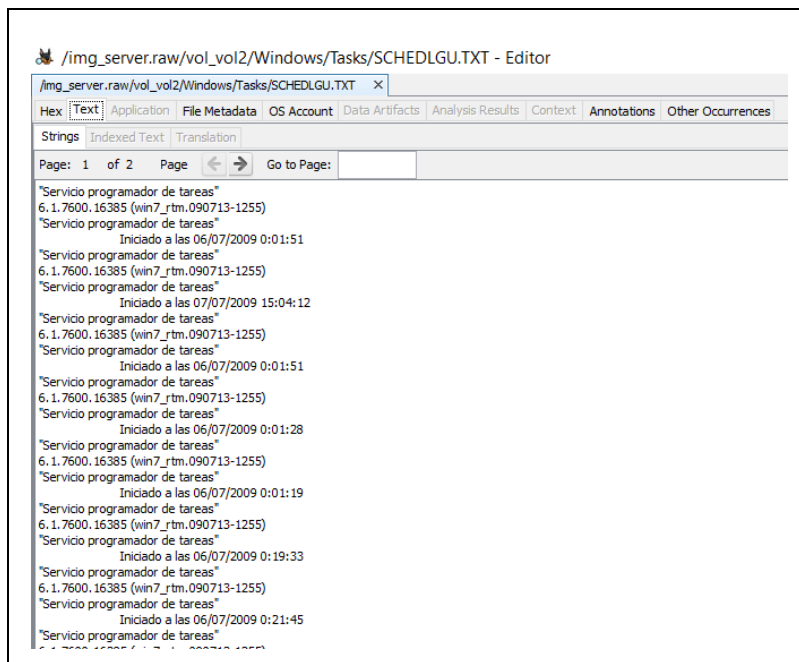 /img_server.raw/vol_vol2/Windows/Tasks/SCHEDLGU.TXT - Editor
/img_server.raw/vol_vol2/Windows/Tasks/SCHEDLGU.TXT X
Hex Text Application File Metadata OS Account Data Artifacts Analysis Results Context Annotations Other Occurrences
Strings Indexed Text Translation
Page: 1 of 2 Page Go to Page:
"Servicio programador de tareas"
6.1.7600.16385 (win7_rtm.090713-1255)
"Servicio programador de tareas"
Iniciado a las 06/07/2009 0:01:51
"Servicio programador de tareas"
6.1.7600.16385 (win7_rtm.090713-1255)
"Servicio programador de tareas"
Iniciado a las 07/07/2009 15:04:12
"Servicio programador de tareas"
6.1.7600.16385 (win7_rtm.090713-1255)
"Servicio programador de tareas"
Iniciado a las 06/07/2009 0:01:51
"Servicio programador de tareas"
6.1.7600.16385 (win7_rtm.090713-1255)
"Servicio programador de tareas"
Iniciado a las 06/07/2009 0:01:28
"Servicio programador de tareas"
6.1.7600.16385 (win7_rtm.090713-1255)
"Servicio programador de tareas"
Iniciado a las 06/07/2009 0:01:19
"Servicio programador de tareas"
6.1.7600.16385 (win7_rtm.090713-1255)
"Servicio programador de tareas"
Iniciado a las 06/07/2009 0:19:33
"Servicio programador de tareas"
6.1.7600.16385 (win7_rtm.090713-1255)
"Servicio programador de tareas"
Iniciado a las 06/07/2009 0:21:45
"Servicio programador de tareas"